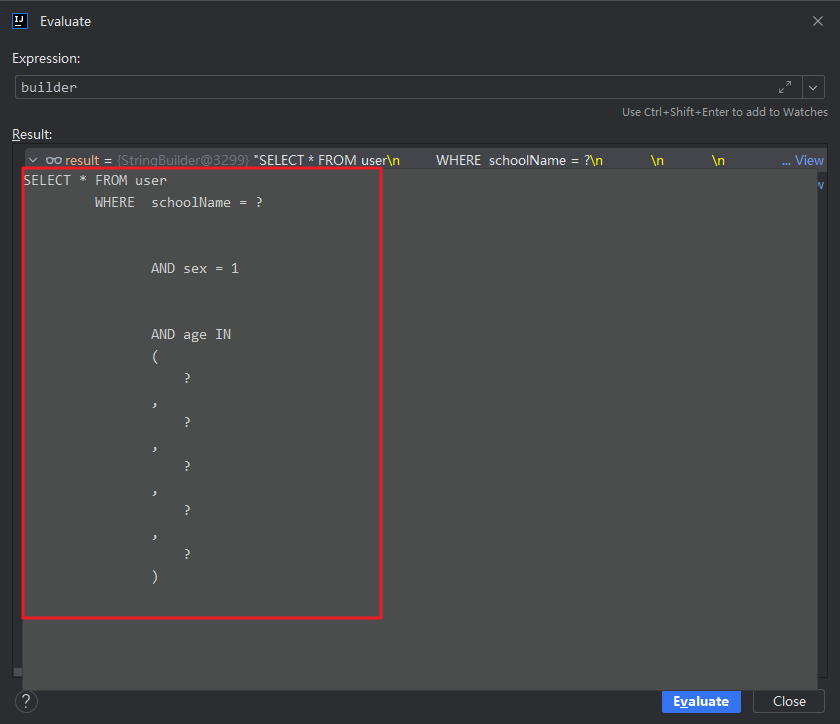 Evaluate
Expression:
builder
Use Ctrl+Shift+Enter to add to Watches
Result:
result = {StringBuilder@3299} "SELECT * FROM user\n WHERE schoolName = ?\n \n \n ... View
SELECT * FROM user
WHERE schoolName = ?
AND sex = 1
AND age IN
(
?
,
?
,
?
,
?
,
?
)
?
Evaluate
Close